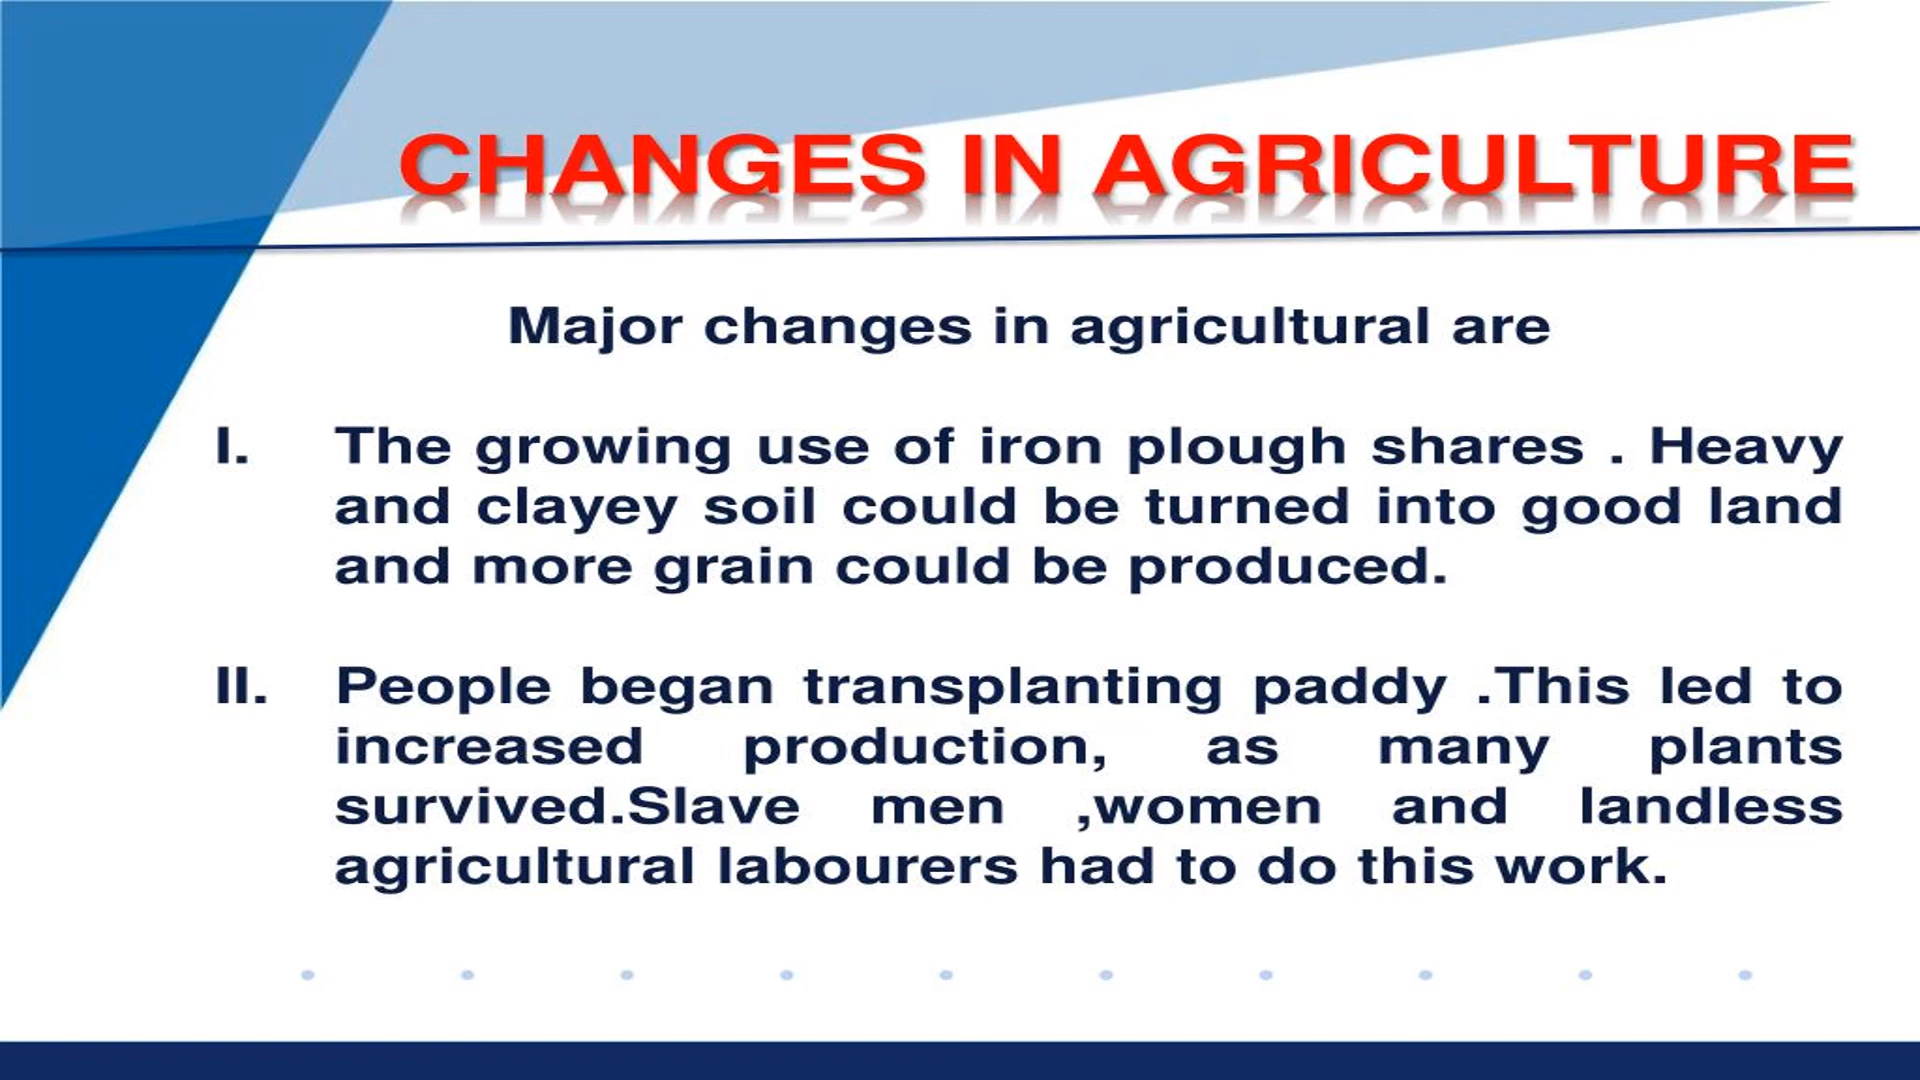 CHANGES IN AGRICULTURE
Major changes in agricultural are
I. The growing use of iron plough shares . Heavy
and clayey soil could be turned into good land
and more grain could be produced.
II. People began transplanting paddy .This led to
increased production, as many plants
survived.Slave men ,women and landless
agricultural labourers had to do this work.